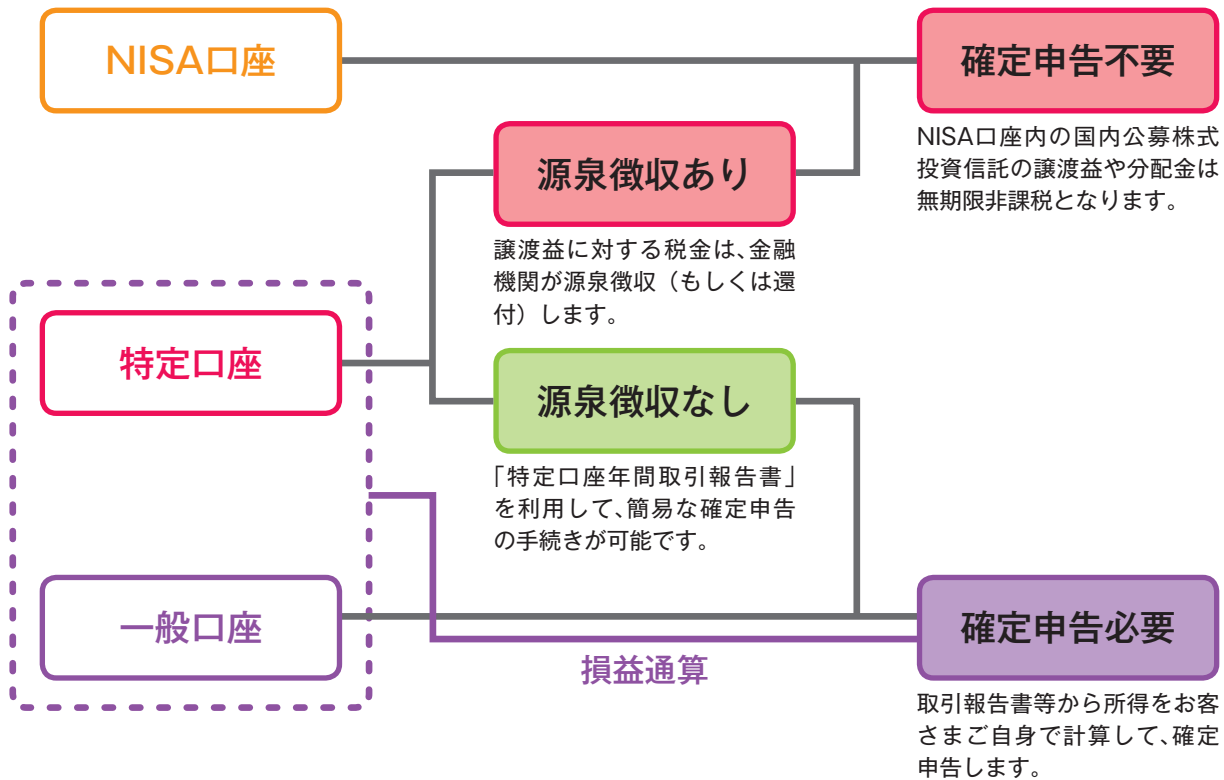 NISA口座
確定申告不要
NISA口座内の国内公募株式
投資信託の譲渡益や分配金は
無期限非課税となります。
源泉徴収あり
譲渡益に対する税金は、金融
機関が源泉徴収（もしくは還
付）します。
特定口座
源泉徴収なし
「特定口座年間取引報告書」
を利用して、簡易な確定申告
の手続きが可能です。
一般口座
損益通算
確定申告必要
取引報告書等から所得をお客
さまご自身で計算して、確定
申告します。